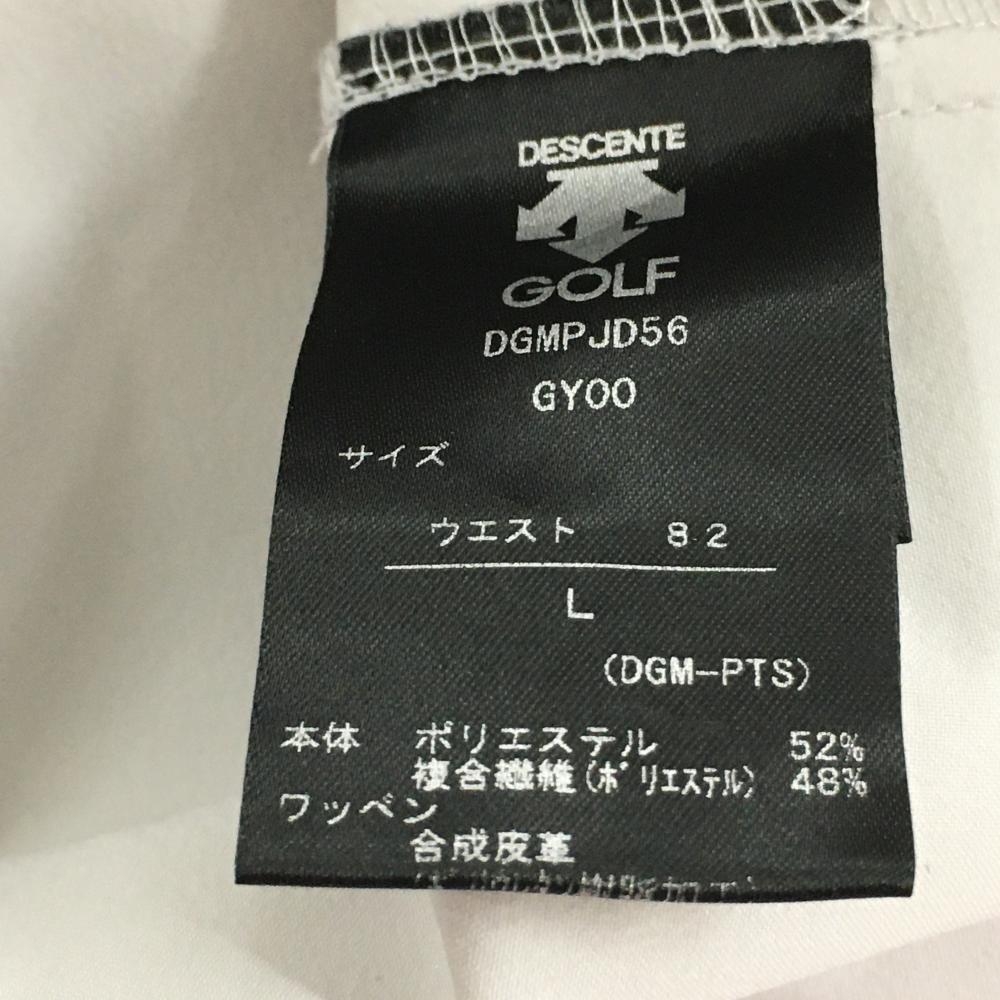 DESCENTE
GOLF
DGMPJD56
GY00
サイズ
ウエスト 82
L
(DGM-PTS)
本体 ポリエステル 52%
複合繊維(ポリエステル) 48%
ワッペン
合成皮革